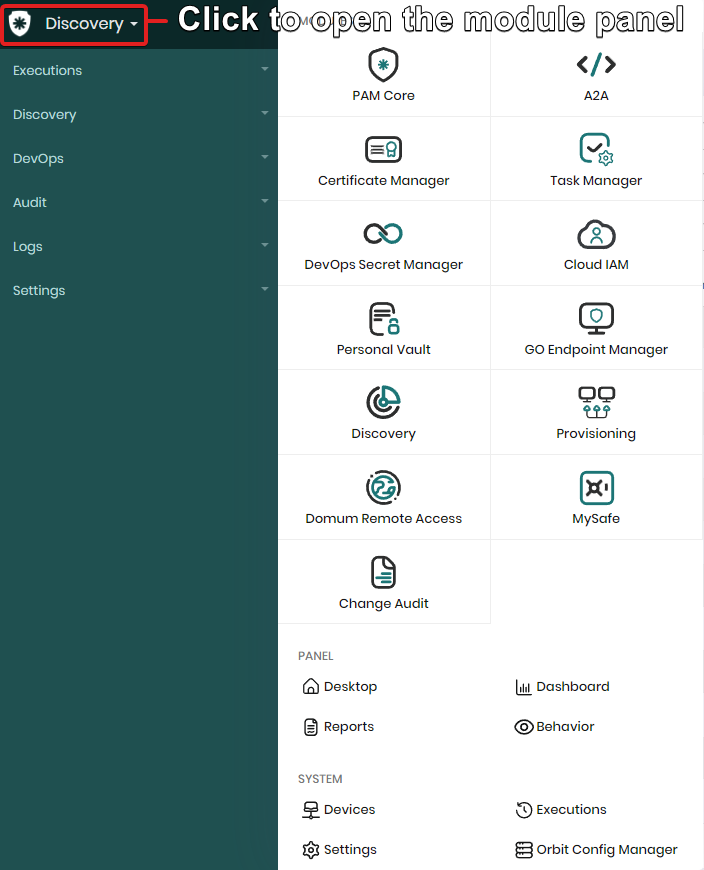 Discovery
Click to open the module panel
Executions
Discovery
DevOps
Audit
Logs
Settings
PAM Core
A2A
Certificate Manager
Task Manager
DevOps Secret Manager
Cloud IAM
Personal Vault
GO Endpoint Manager
Discovery
Provisioning
Domum Remote Access
MySafe
Change Audit
PANEL
Desktop
Dashboard
Reports
Behavior
SYSTEM
Devices
Executions
Settings
Orbit Config Manager